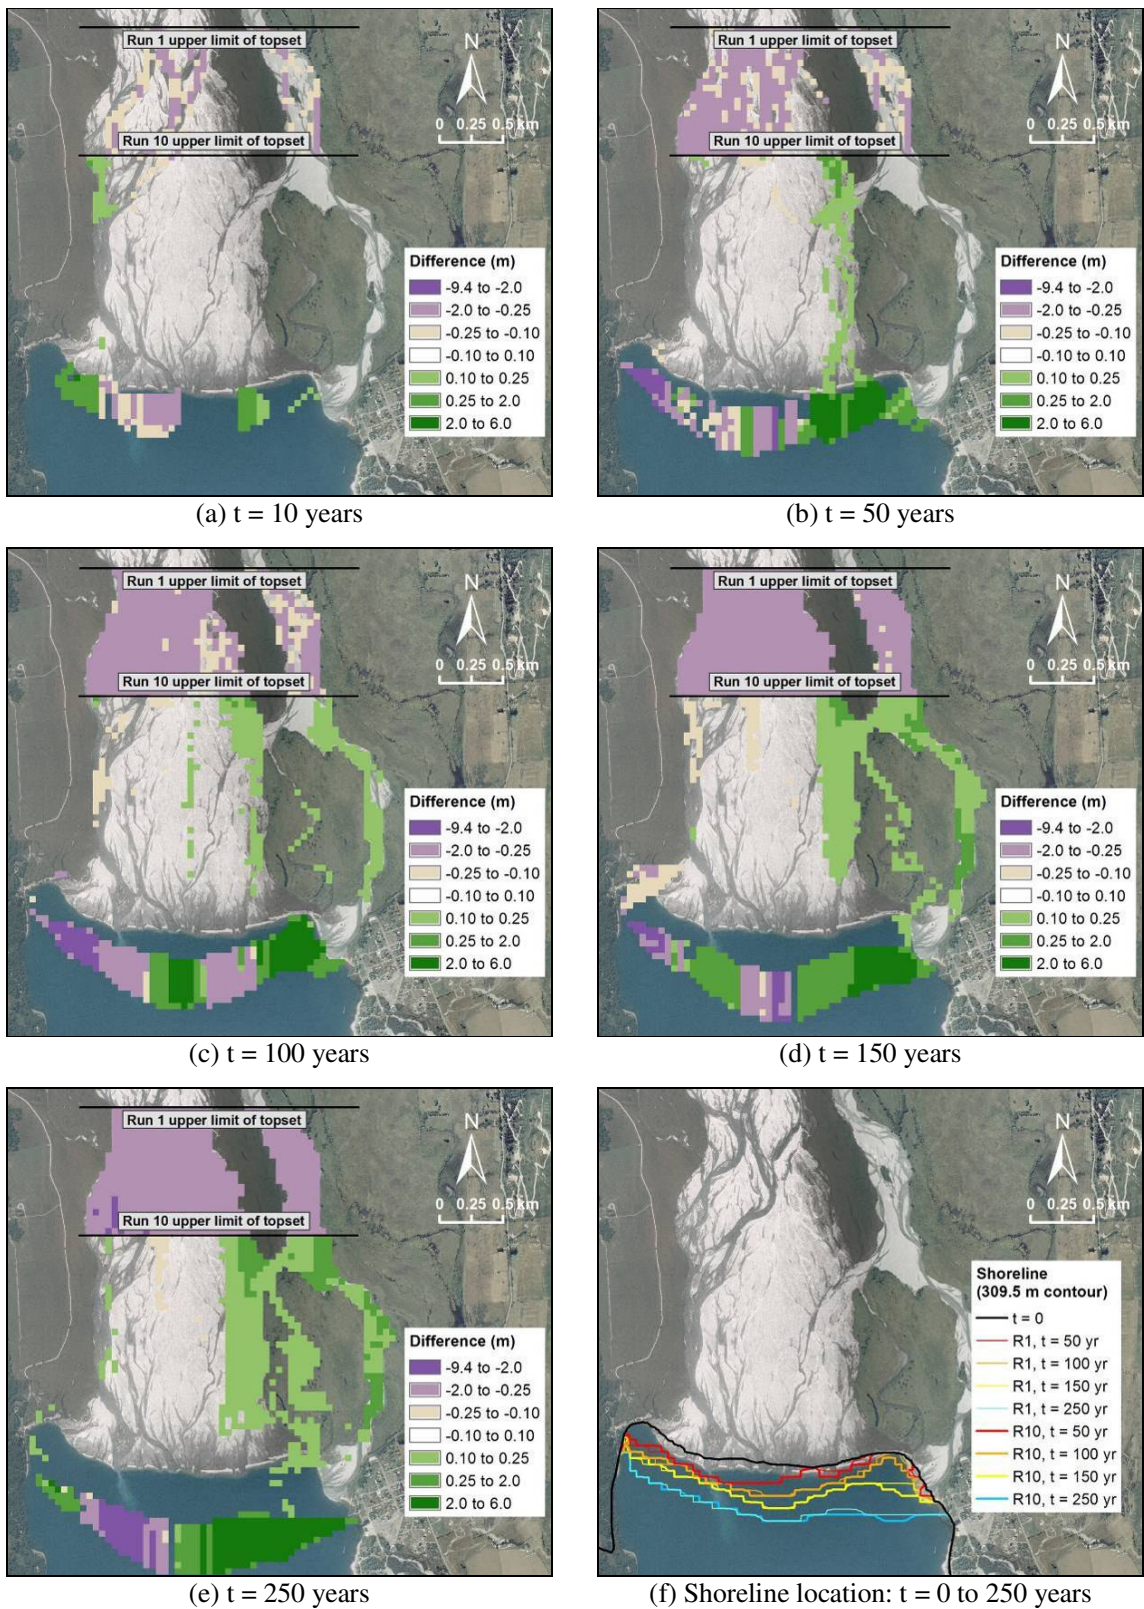 Run 1 upper limit of topset
N
0 0.25 0.5 km
Run 10 upper limit of topset
Difference (m)
-9.4 to -2.0
-2.0 to -0.25
-0.25 to -0.10
-0.10 to 0.10
0.10 to 0.25
0.25 to 2.0
2.0 to 6.0
(a) t = 10 years
Run 1 upper limit of topset
N
0 0.25 0.5 km
Run 10 upper limit of topset
Difference (m)
-9.4 to -2.0
-2.0 to -0.25
-0.25 to -0.10
-0.10 to 0.10
0.10 to 0.25
0.25 to 2.0
2.0 to 6.0
(b) t = 50 years
Run 1 upper limit of topset
N
0 0.25 0.5 km
Run 10 upper limit of topset
Difference (m)
-9.4 to -2.0
-2.0 to -0.25
-0.25 to -0.10
-0.10 to 0.10
0.10 to 0.25
0.25 to 2.0
2.0 to 6.0
(c) t = 100 years
Run 1 upper limit of topset
N
0 0.25 0.5 km
Run 10 upper limit of topset
Difference (m)
-9.4 to -2.0
-2.0 to -0.25
-0.25 to -0.10
-0.10 to 0.10
0.10 to 0.25
0.25 to 2.0
2.0 to 6.0
(d) t = 150 years
Run 1 upper limit of topset
N
0 0.25 0.5 km
Run 10 upper limit of topset
Difference (m)
-9.4 to -2.0
-2.0 to -0.25
-0.25 to -0.10
-0.10 to 0.10
0.10 to 0.25
0.25 to 2.0
2.0 to 6.0
(e) t = 250 years
N
0 0.25 0.5 km
Shoreline
(309.5 m contour)
t = 0
R1, t = 50 yr
R1, t = 100 yr
R1, t = 150 yr
R1, t = 250 yr
R10, t = 50 yr
R10, t = 100 yr
R10, t = 150 yr
R10, t = 250 yr
(f) Shoreline location: t = 0 to 250 years